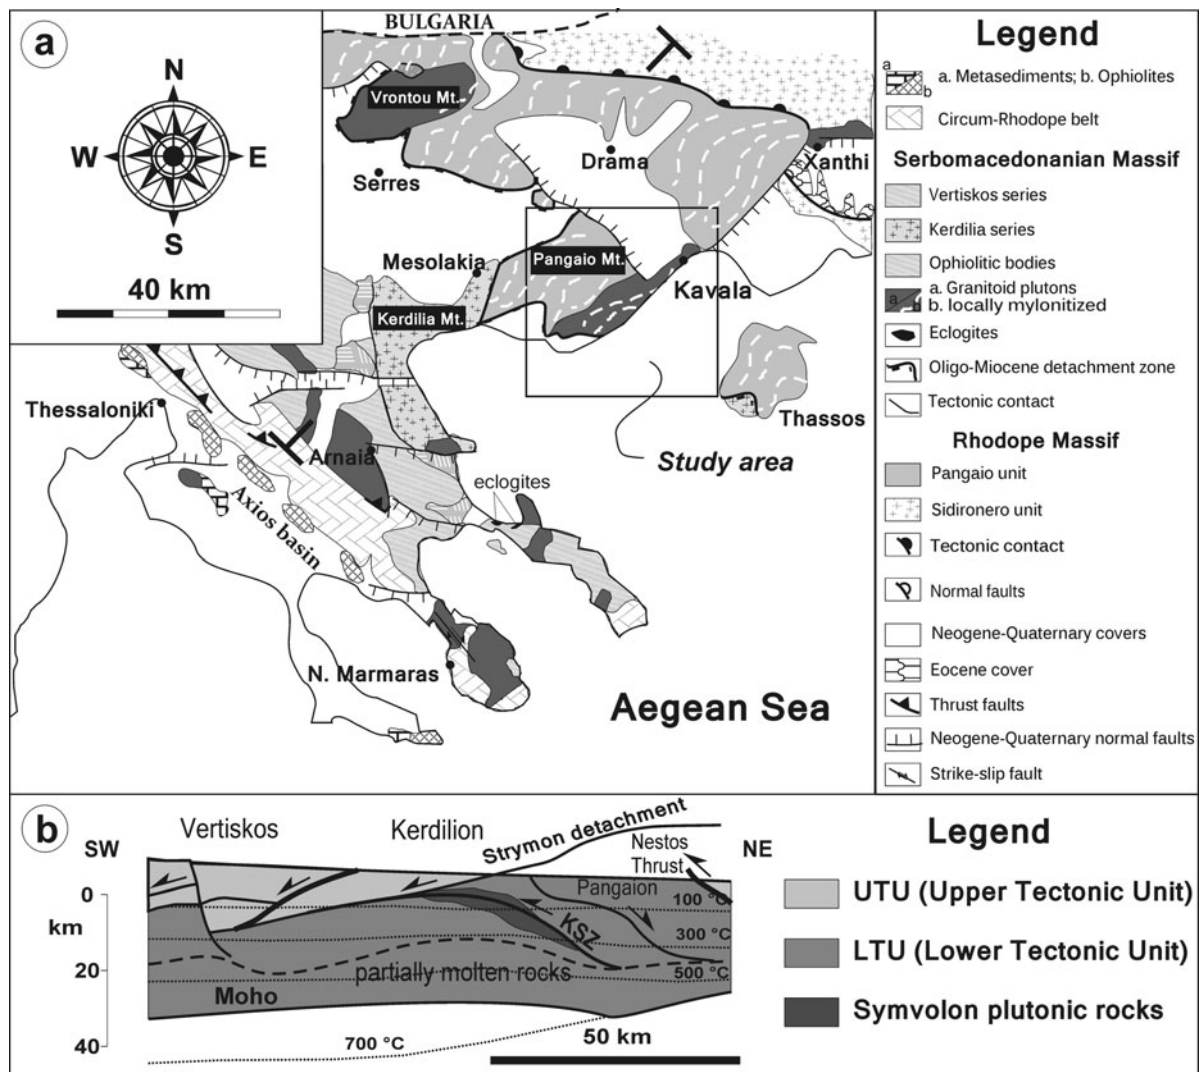 a
BULGARIA
N
W
E
S
40 km
Vrontou Mt.
Serres
Drama
Xanthi
Mesolakia
Pangaio Mt.
Kavala
Kerdilia Mt.
Thessaloniki
Thassos
Arnaia
Study area
eclogites
Axios basin
N. Marmaras
Aegean Sea
Legend
a
b
a. Metasediments; b. Ophiolites
Circum-Rhodope belt
Serbomacedonanian Massif
Vertiskos series
Kerdilia series
Ophiolitic bodies
a
b
a. Granitoid plutons
b. locally mylonitized
Eclogites
Oligo-Miocene detachment zone
Tectonic contact
Rhodope Massif
Pangaio unit
Sidironero unit
Tectonic contact
Normal faults
Neogene-Quaternary covers
Eocene cover
Thrust faults
Neogene-Quaternary normal faults
Strike-slip fault
b
Vertiskos
Kerdilion
Strymon detachment
SW
NE
Nestos
Thrust
Pangaion
0
km
20
40
100 °C
300 °C
500 °C
KSZ
partially molten rocks
Moho
700 °C
50 km
Legend
UTU (Upper Tectonic Unit)
LTU (Lower Tectonic Unit)
Symvolon plutonic rocks